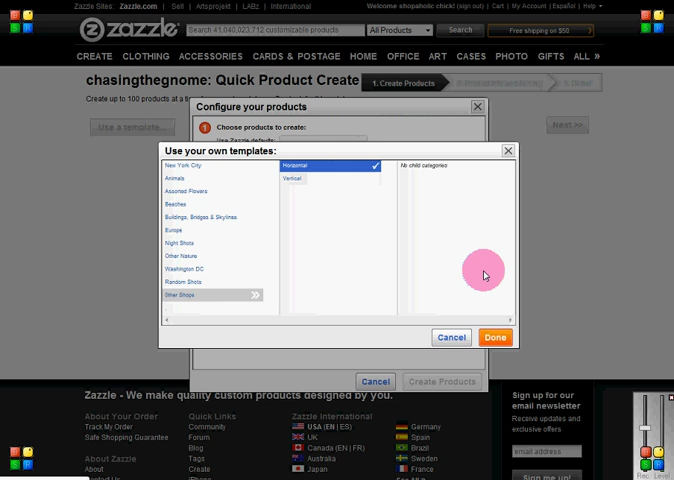 Zazzle Sites: Zazzle.com | Sell | Artsprojekt | LABz | International
Welcome shopaholic chick! (sign out) | Cart | My Account | Español | Help
zazzle
Search 41,040,023,712 customizable products
All Products
Search
Free shipping on $50
CREATE CLOTHING ACCESSORIES CARDS & POSTAGE HOME OFFICE ART CASES PHOTO GIFTS ALL »
chasingthegnome: Quick Product Create
1. Create Products
Create up to 100 products at a
Use a template...
Next >>
Configure your products
1 Choose products to create:
Use your own templates:
New York City
Animals
Assorted Flowers
Beaches
Buildings, Bridges & Skylines
Europe
Night Shots
Other Nature
Washington DC
Random Shots
Other Shops
Horizontal
Vertical
No child categories
Cancel
Done
Cancel
Create Products
Zazzle - We make quality custom products designed by you.
About Your Order
Track My Order
Safe Shopping Guarantee
About Zazzle
About
Contact
Quick Links
Community
Forum
Blog
Tags
Create
Zazzle International
USA (EN | ES)
UK
Canada (EN | FR)
Australia
Japan
Germany
Spain
Brazil
Sweden
France
Sign up for our
email newsletter
Receive updates and
exclusive offers
email address
Sign me up!
Rec. Level